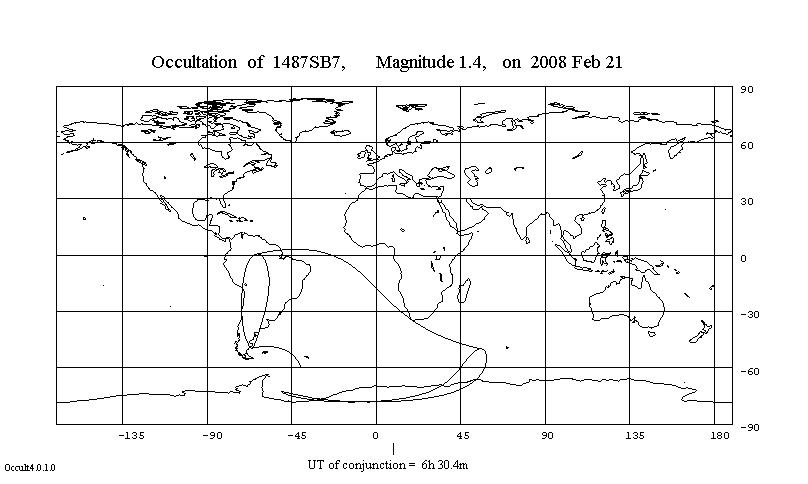 Occultation of 1487SB7, Magnitude 1.4, on 2008 Feb 21
90
60
30
0
-30
-60
-90
-135 -90 -45 0 45 90 135 180
UT of conjunction = 6h 30.4m
Occult4.0.1.0